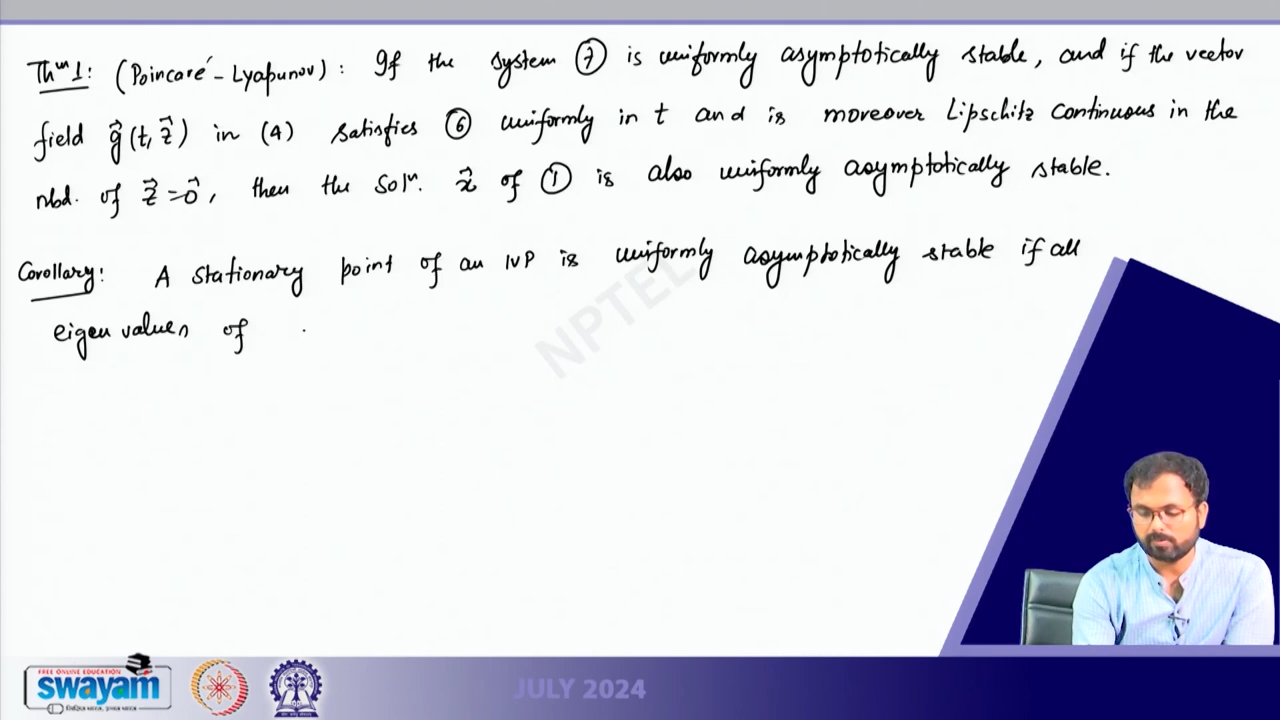 Thm 1: (Poincaré - Lyapunov): If the system ⑦ is uniformly asymptotically stable, and if the vector
field g⃗(t, z⃗) in (4) satisfies ⑥ uniformly in t and is moreover Lipschitz continuous in the
nbd. of z⃗ = 0⃗, then the Soln. x⃗ of ① is also uniformly asymptotically stable.
Corollary: A stationary point of an IVP is uniformly asymptotically stable if all
eigen values of
NPTEL
FREE ONLINE EDUCATION
swayam
JULY 2024